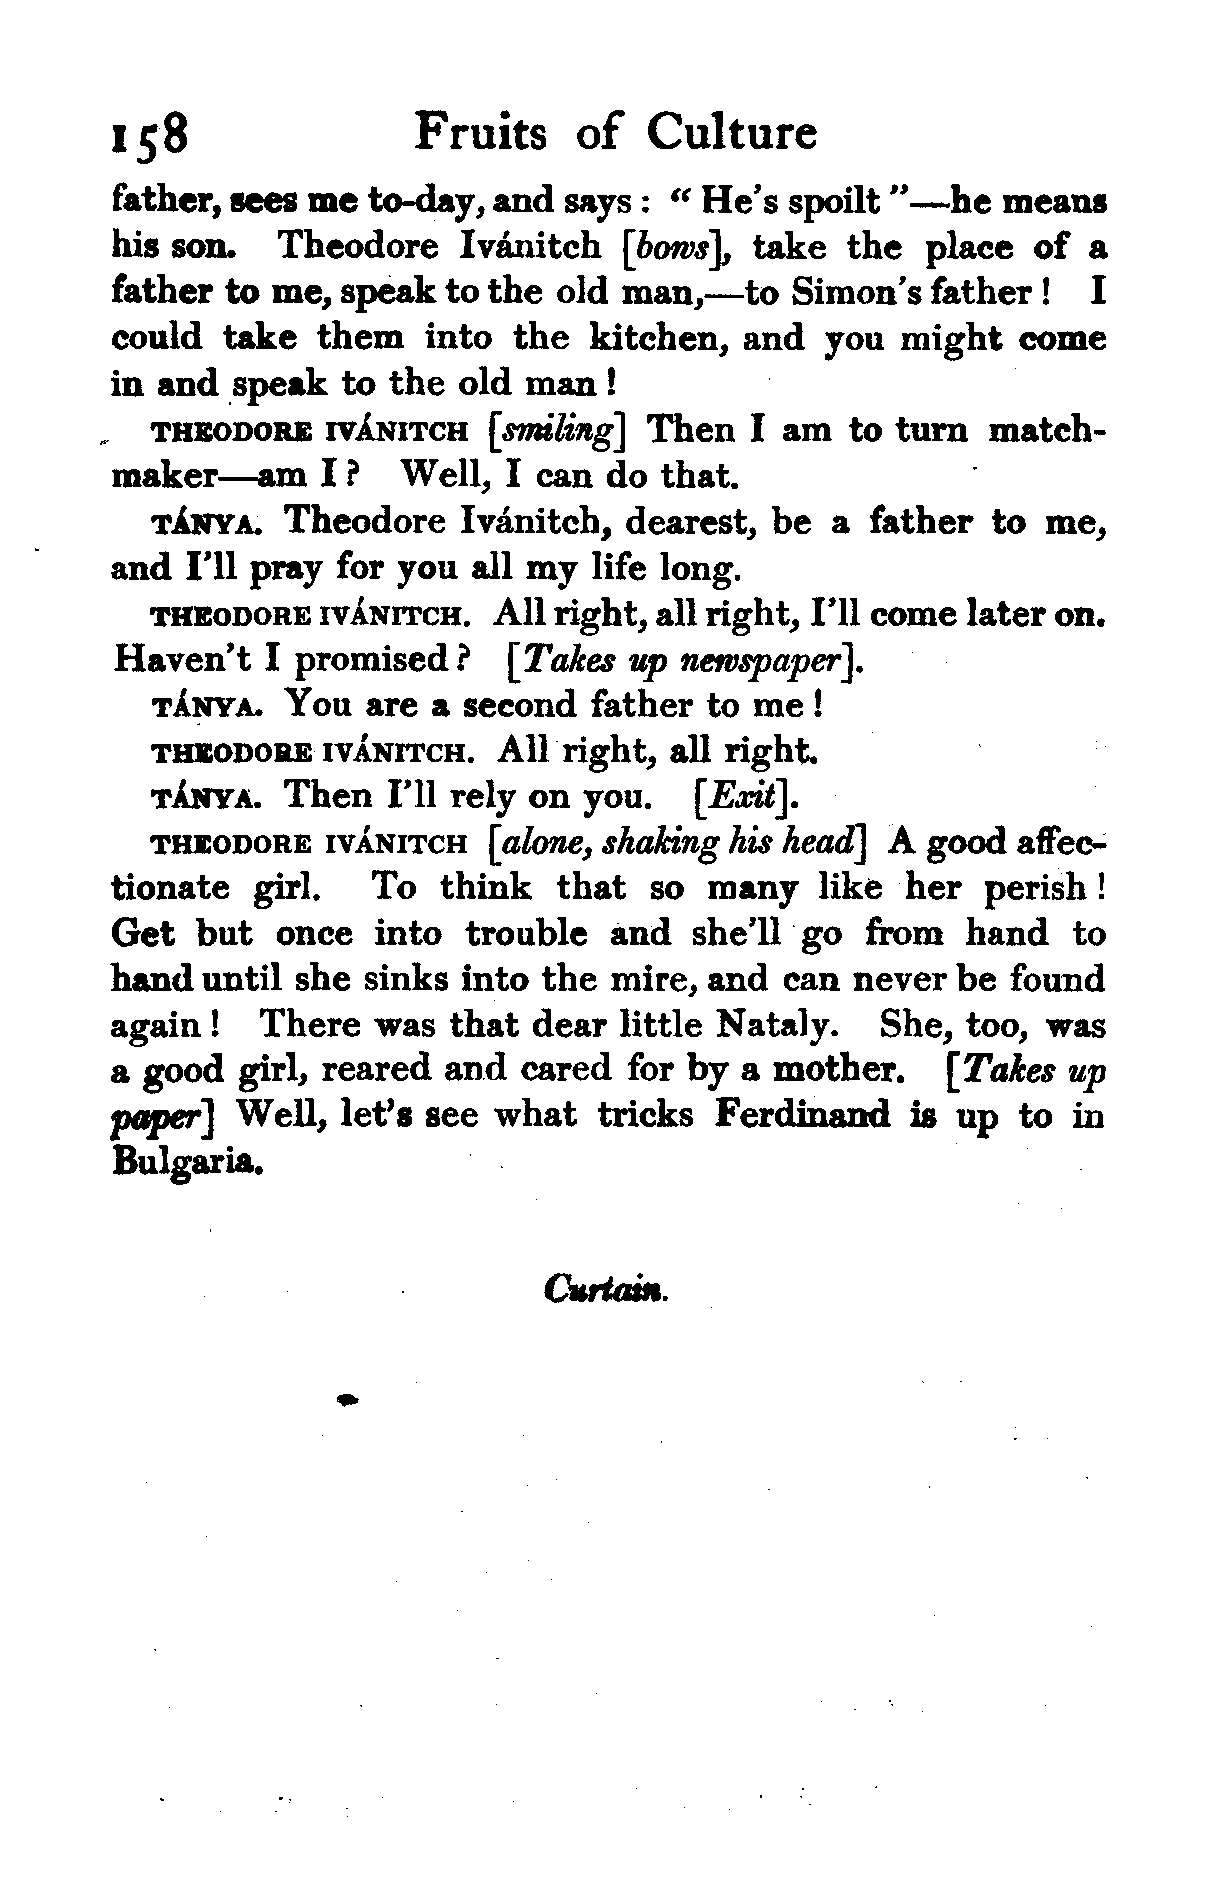 158 Fruits of Culture
father, sees me to-day, and says : “ He’s spoilt ”—he means
his son. Theodore Ivánitch [bows], take the place of a
father to me, speak to the old man,—to Simon’s father ! I
could take them into the kitchen, and you might come
in and speak to the old man !
THEODORE IVÁNITCH [smiling] Then I am to turn match-
maker—am I ? Well, I can do that.
TÁNYA. Theodore Ivánitch, dearest, be a father to me,
and I’ll pray for you all my life long.
THEODORE IVÁNITCH. All right, all right, I’ll come later on.
Haven’t I promised ? [Takes up newspaper].
TÁNYA. You are a second father to me !
THEODORE IVÁNITCH. All right, all right.
TÁNYA. Then I’ll rely on you. [Exit].
THEODORE IVÁNITCH [alone, shaking his head] A good affec-
tionate girl. To think that so many like her perish !
Get but once into trouble and she’ll go from hand to
hand until she sinks into the mire, and can never be found
again ! There was that dear little Nataly. She, too, was
a good girl, reared and cared for by a mother. [Takes up
paper] Well, let’s see what tricks Ferdinand is up to in
Bulgaria.
Curtain.